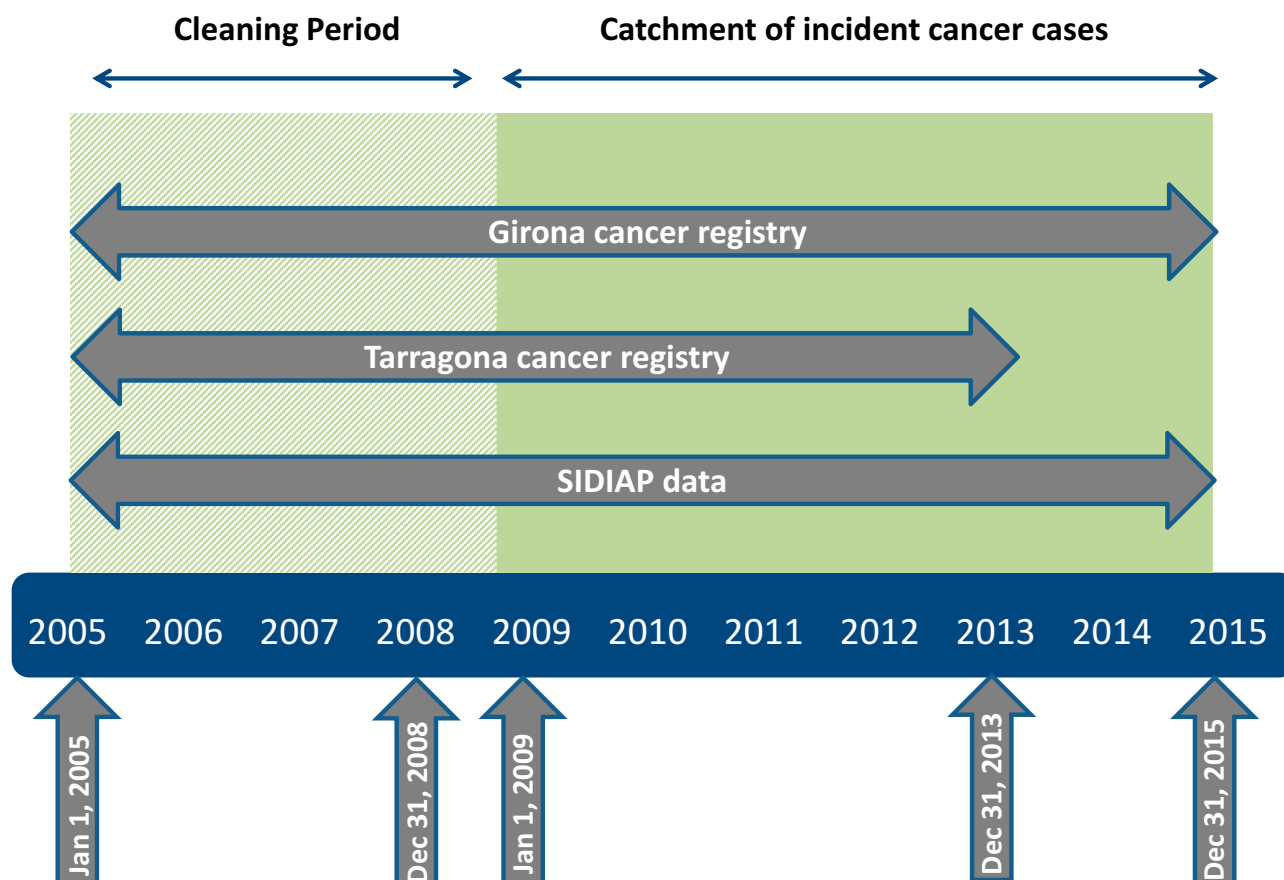 Cleaning Period
Catchment of incident cancer cases
Girona cancer registry
Tarragona cancer registry
SIDIAP data
2005 2006 2007 2008 2009 2010 2011 2012 2013 2014 2015
Jan 1, 2005
Dec 31, 2008
Jan 1, 2009
Dec 31, 2013
Dec 31, 2015